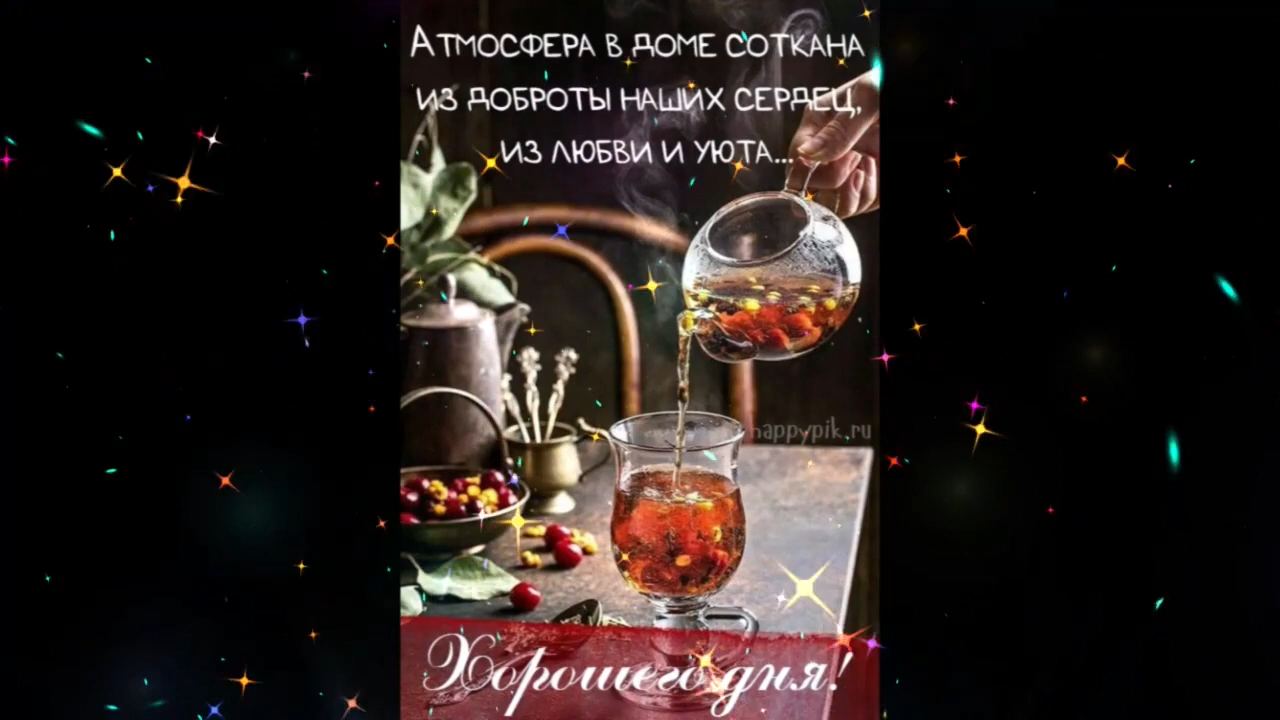 Атмосфера в доме соткана
из доброты наших сердец,
из любви и уюта...
happypik.ru
Хорошего дня!